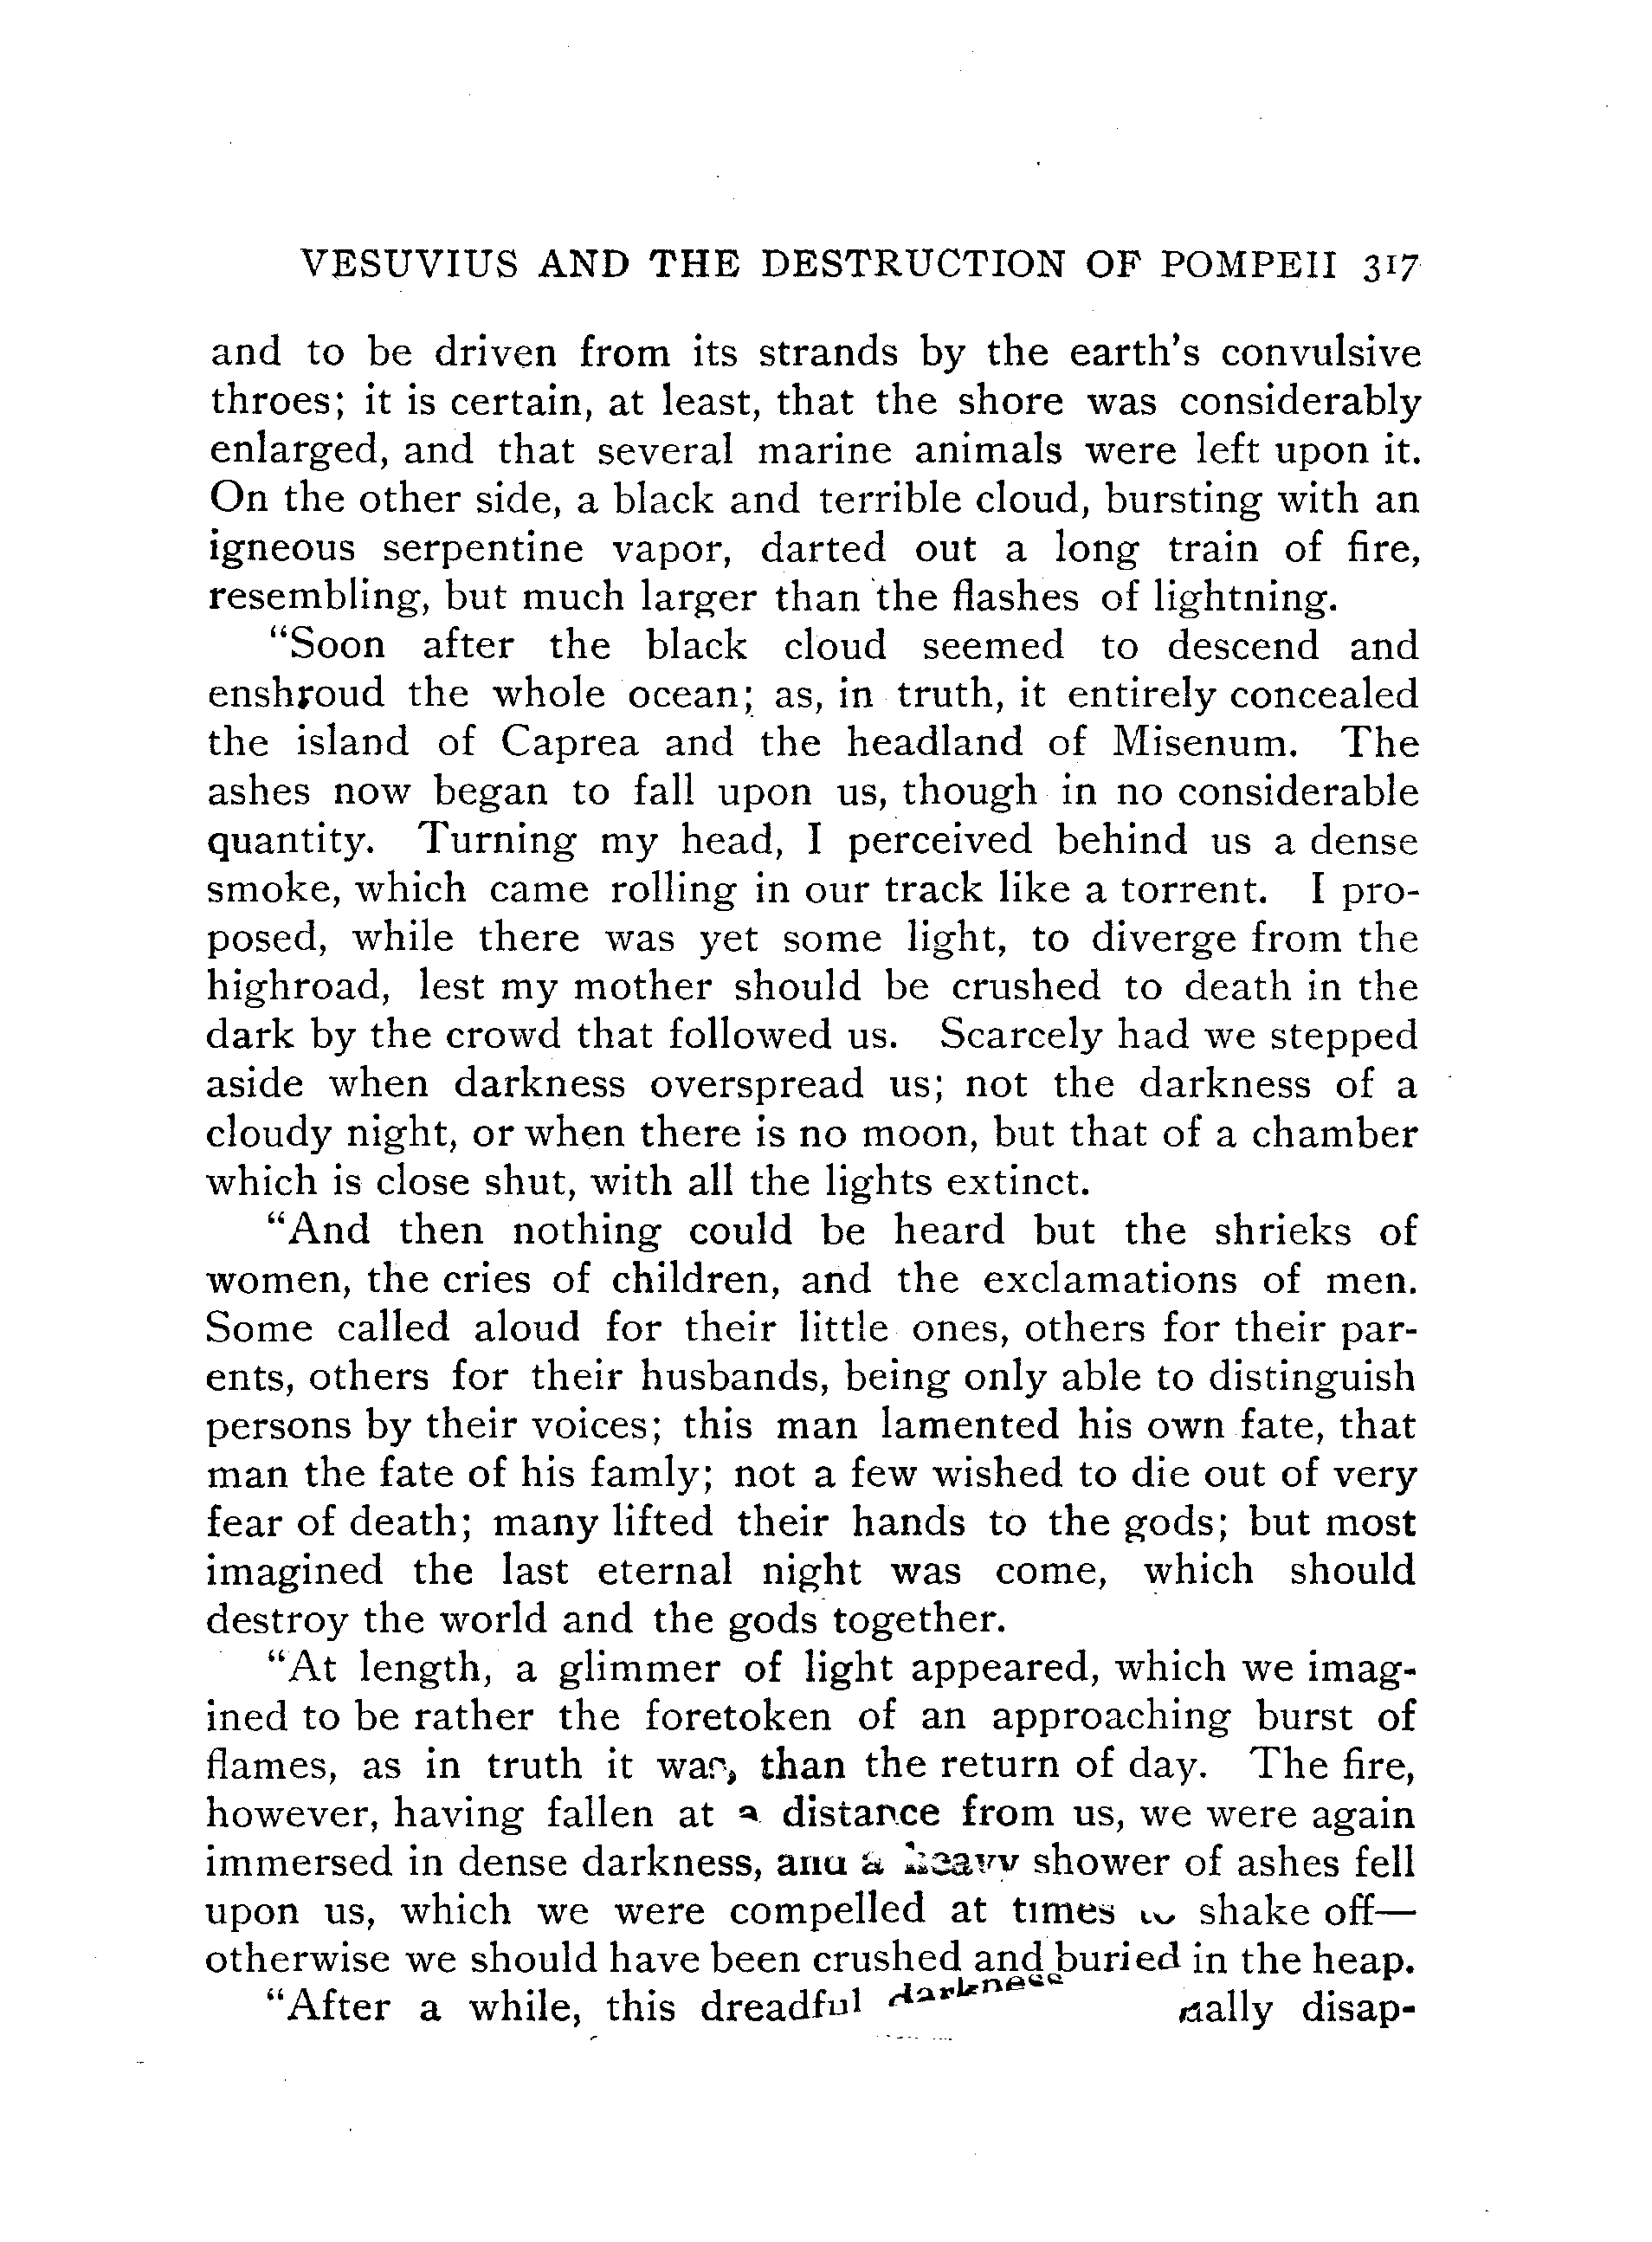 VESUVIUS AND THE DESTRUCTION OF POMPEII 317
and to be driven from its strands by the earth's convulsive
throes; it is certain, at least, that the shore was considerably
enlarged, and that several marine animals were left upon it.
On the other side, a black and terrible cloud, bursting with an
igneous serpentine vapor, darted out a long train of fire,
resembling, but much larger than the flashes of lightning.
"Soon after the black cloud seemed to descend and
enshroud the whole ocean; as, in truth, it entirely concealed
the island of Caprea and the headland of Misenum. The
ashes now began to fall upon us, though in no considerable
quantity. Turning my head, I perceived behind us a dense
smoke, which came rolling in our track like a torrent. I pro-
posed, while there was yet some light, to diverge from the
highroad, lest my mother should be crushed to death in the
dark by the crowd that followed us. Scarcely had we stepped
aside when darkness overspread us; not the darkness of a
cloudy night, or when there is no moon, but that of a chamber
which is close shut, with all the lights extinct.
"And then nothing could be heard but the shrieks of
women, the cries of children, and the exclamations of men.
Some called aloud for their little ones, others for their par-
ents, others for their husbands, being only able to distinguish
persons by their voices; this man lamented his own fate, that
man the fate of his famly; not a few wished to die out of very
fear of death; many lifted their hands to the gods; but most
imagined the last eternal night was come, which should
destroy the world and the gods together.
"At length, a glimmer of light appeared, which we imag-
ined to be rather the foretoken of an approaching burst of
flames, as in truth it was, than the return of day. The fire,
however, having fallen at a distance from us, we were again
immersed in dense darkness, and a heavy shower of ashes fell
upon us, which we were compelled at times to shake off—
otherwise we should have been crushed and buried in the heap.
"After a while, this dreadful darkness disap-